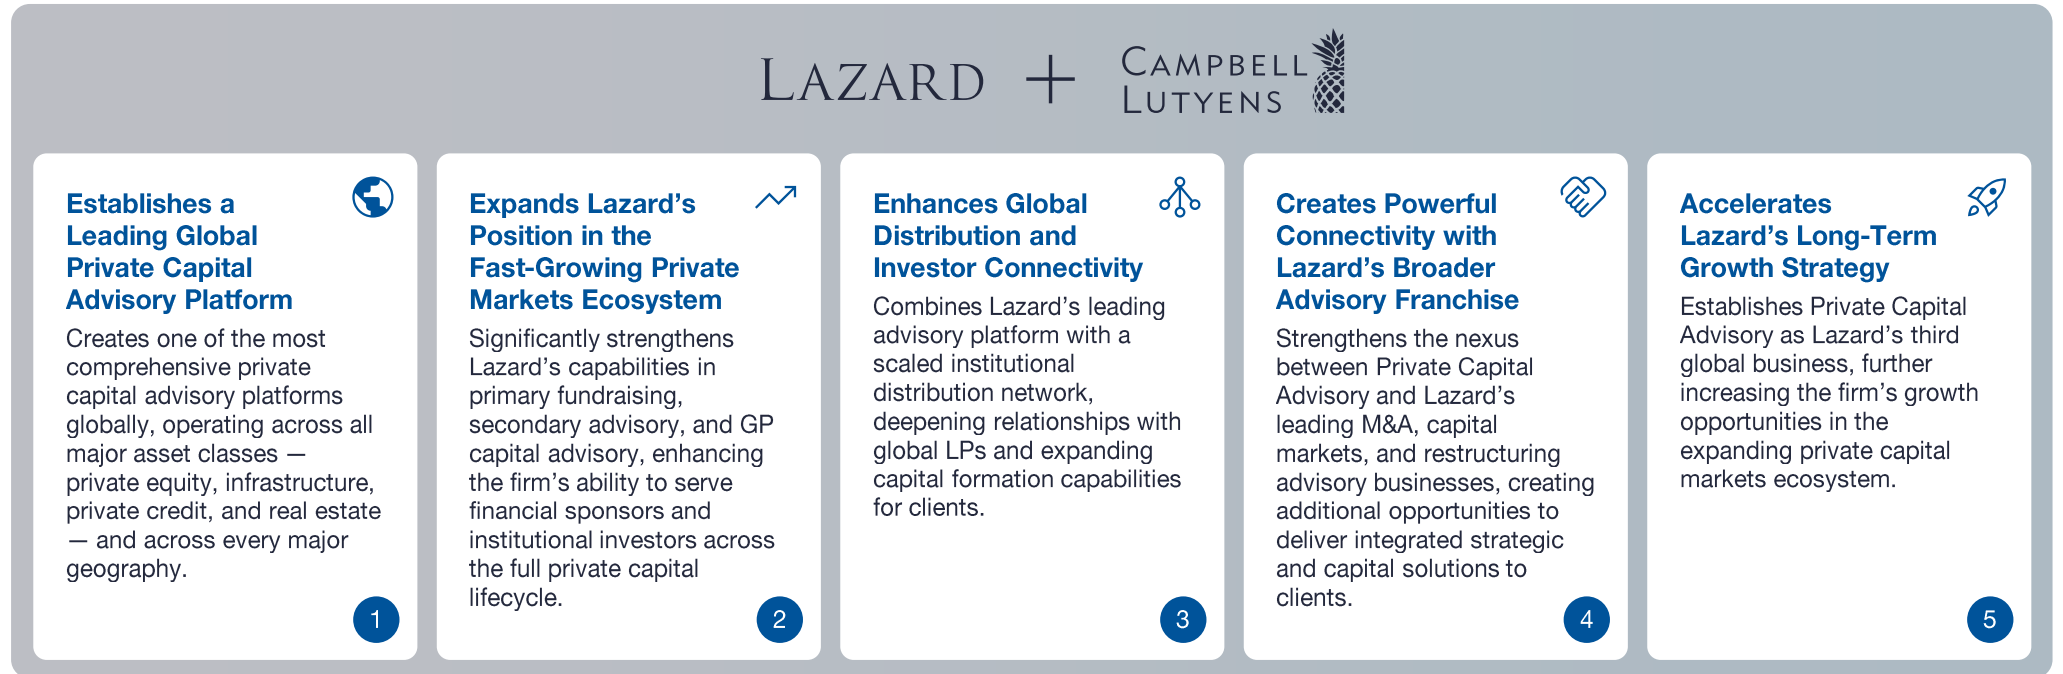 LAZARD + CAMPBELL
LUTYENS
Establishes a
Leading Global
Private Capital
Advisory Platform
Creates one of the most
comprehensive private
capital advisory platforms
globally, operating across all
major asset classes —
private equity, infrastructure,
private credit, and real estate
— and across every major
geography.
1
Expands Lazard’s
Position in the
Fast-Growing Private
Markets Ecosystem
Significantly strengthens
Lazard’s capabilities in
primary fundraising,
secondary advisory, and GP
capital advisory, enhancing
the firm’s ability to serve
financial sponsors and
institutional investors across
the full private capital
lifecycle.
2
Enhances Global
Distribution and
Investor Connectivity
Combines Lazard’s leading
advisory platform with a
scaled institutional
distribution network,
deepening relationships with
global LPs and expanding
capital formation capabilities
for clients.
3
Creates Powerful
Connectivity with
Lazard’s Broader
Advisory Franchise
Strengthens the nexus
between Private Capital
Advisory and Lazard’s
leading M&A, capital
markets, and restructuring
advisory businesses, creating
additional opportunities to
deliver integrated strategic
and capital solutions to
clients.
4
Accelerates
Lazard’s Long-Term
Growth Strategy
Establishes Private Capital
Advisory as Lazard’s third
global business, further
increasing the firm’s growth
opportunities in the
expanding private capital
markets ecosystem.
5